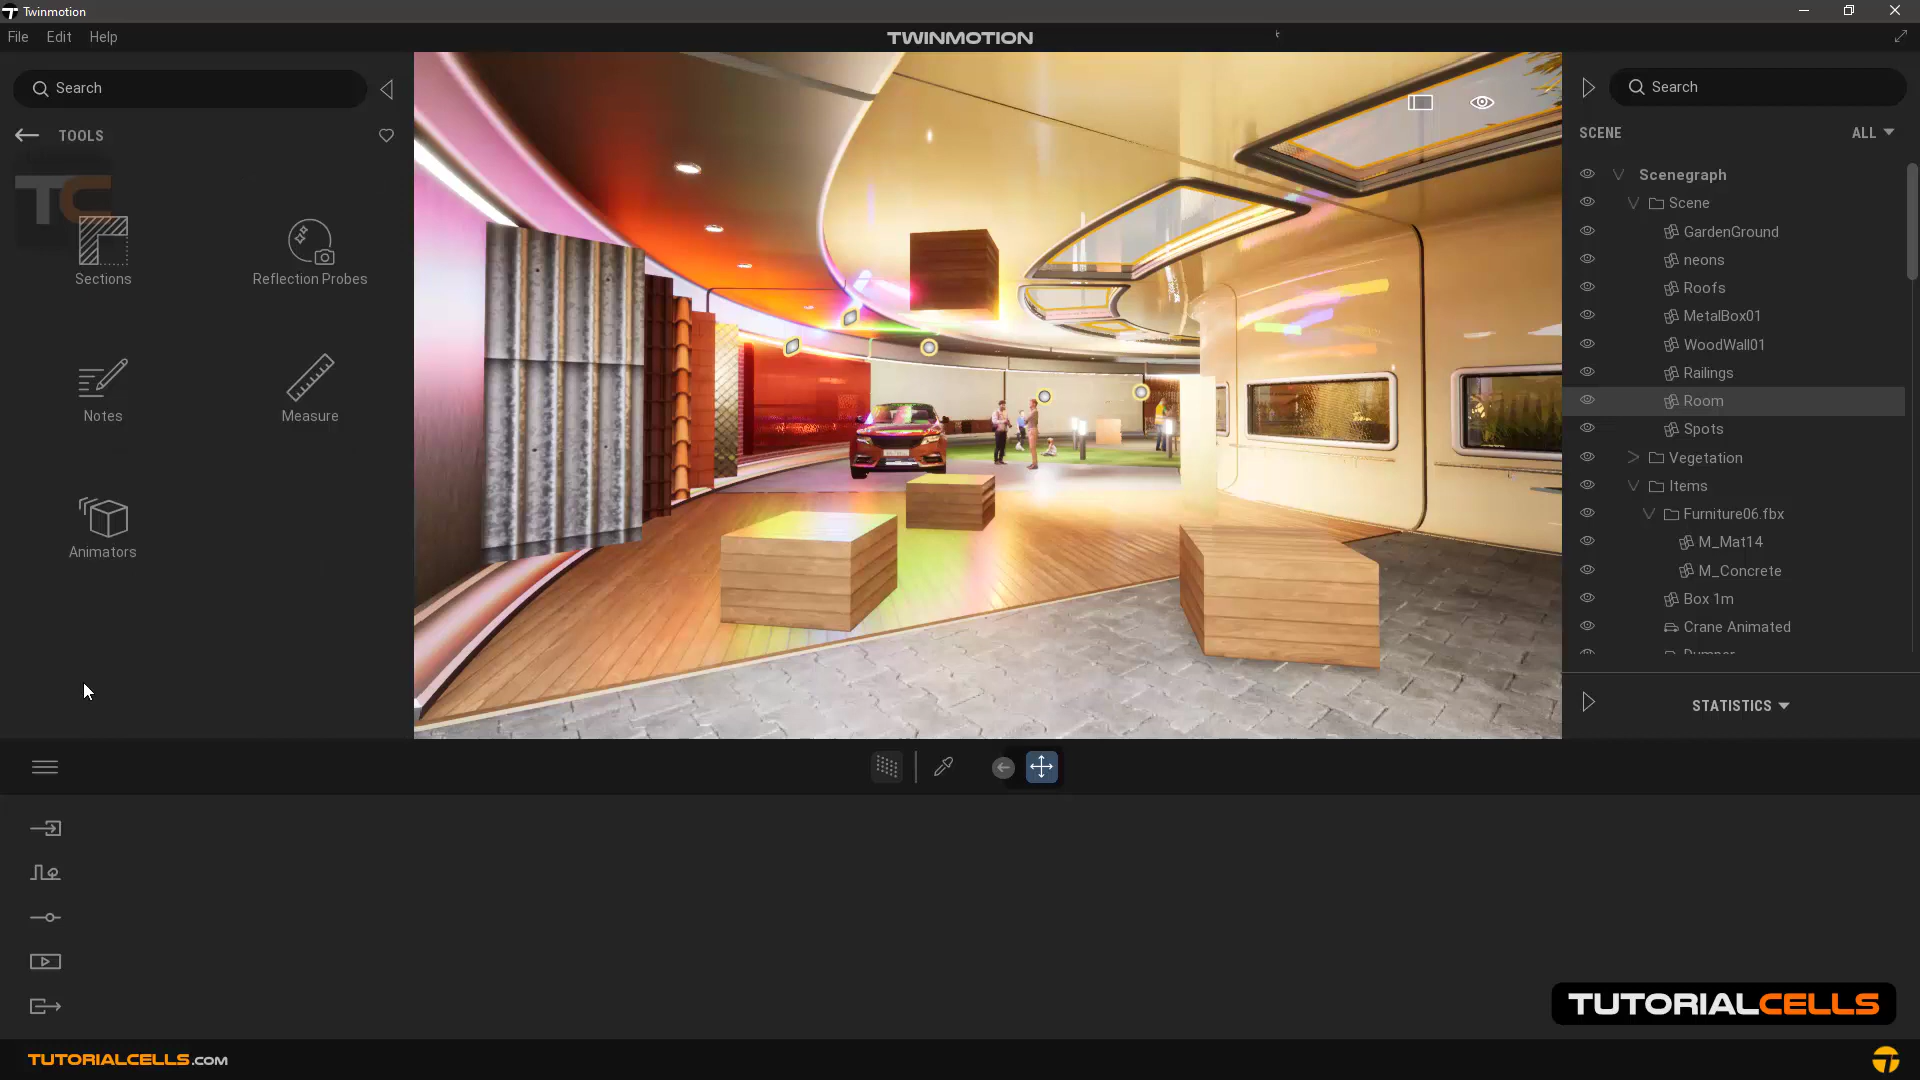 Twinmotion
File Edit Help
TWINMOTION
Search
TOOLS
TC
Sections
Reflection Probes
Notes
Measure
Animators
Search
SCENE
ALL
Scenegraph
Scene
GardenGround
neons
Roofs
MetalBox01
WoodWall01
Railings
Room
Spots
Vegetation
Items
Furniture06.fbx
M_Mat14
M_Concrete
Box 1m
Crane Animated
STATISTICS
TUTORIALCELLS
TUTORIALCELLS.COM